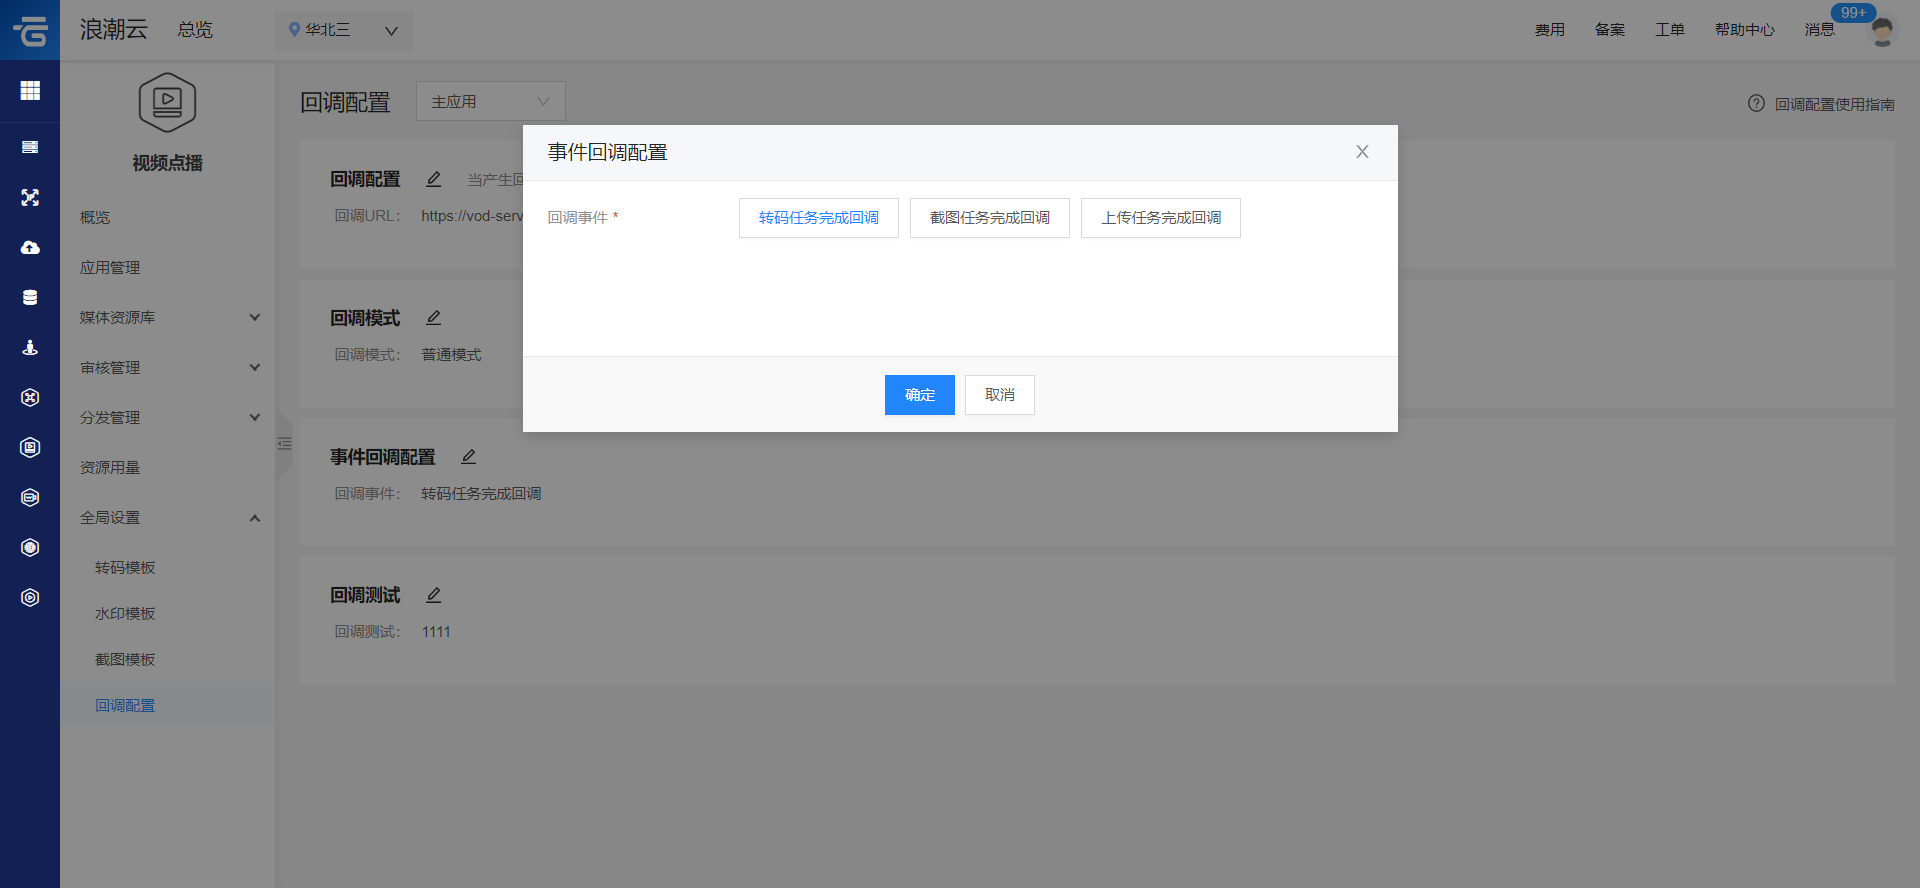 浪潮云 总览 华北三 费用 备案 工单 帮助中心 消息 99+
视频点播
概览
应用管理
媒体资源库
审核管理
分发管理
资源用量
全局设置
转码模板
水印模板
截图模板
回调配置
回调配置 主应用 回调配置使用指南
回调配置 当产生回
回调URL： https://vod-serv
回调模式
回调模式： 普通模式
事件回调配置
回调事件： 转码任务完成回调
回调测试
回调测试： 1111
事件回调配置
回调事件 * 转码任务完成回调 截图任务完成回调 上传任务完成回调
确定 取消